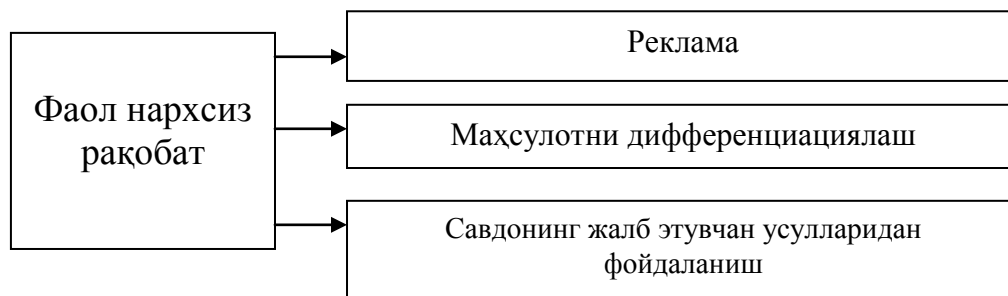 Фаол нархсиз
рақобат
Реклама
Маҳсулотни дифференциациялаш
Савдонинг жалб этувчан усулларидан
фойдаланиш